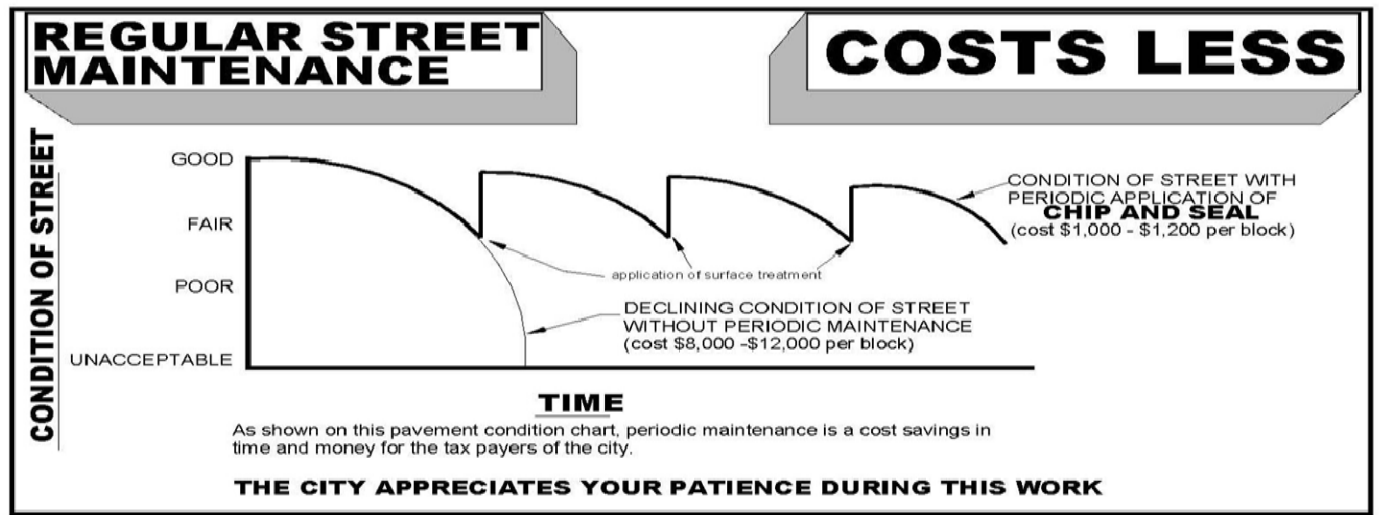 REGULAR STREET
MAINTENANCE
COSTS LESS
CONDITION OF STREET
GOOD
FAIR
POOR
UNACCEPTABLE
CONDITION OF STREET WITH
PERIODIC APPLICATION OF
CHIP AND SEAL
(cost $1,000 - $1,200 per block)
application of surface treatment
DECLINING CONDITION OF STREET
WITHOUT PERIODIC MAINTENANCE
(cost $8,000 -$12,000 per block)
TIME
As shown on this pavement condition chart, periodic maintenance is a cost savings in
time and money for the tax payers of the city.
THE CITY APPRECIATES YOUR PATIENCE DURING THIS WORK